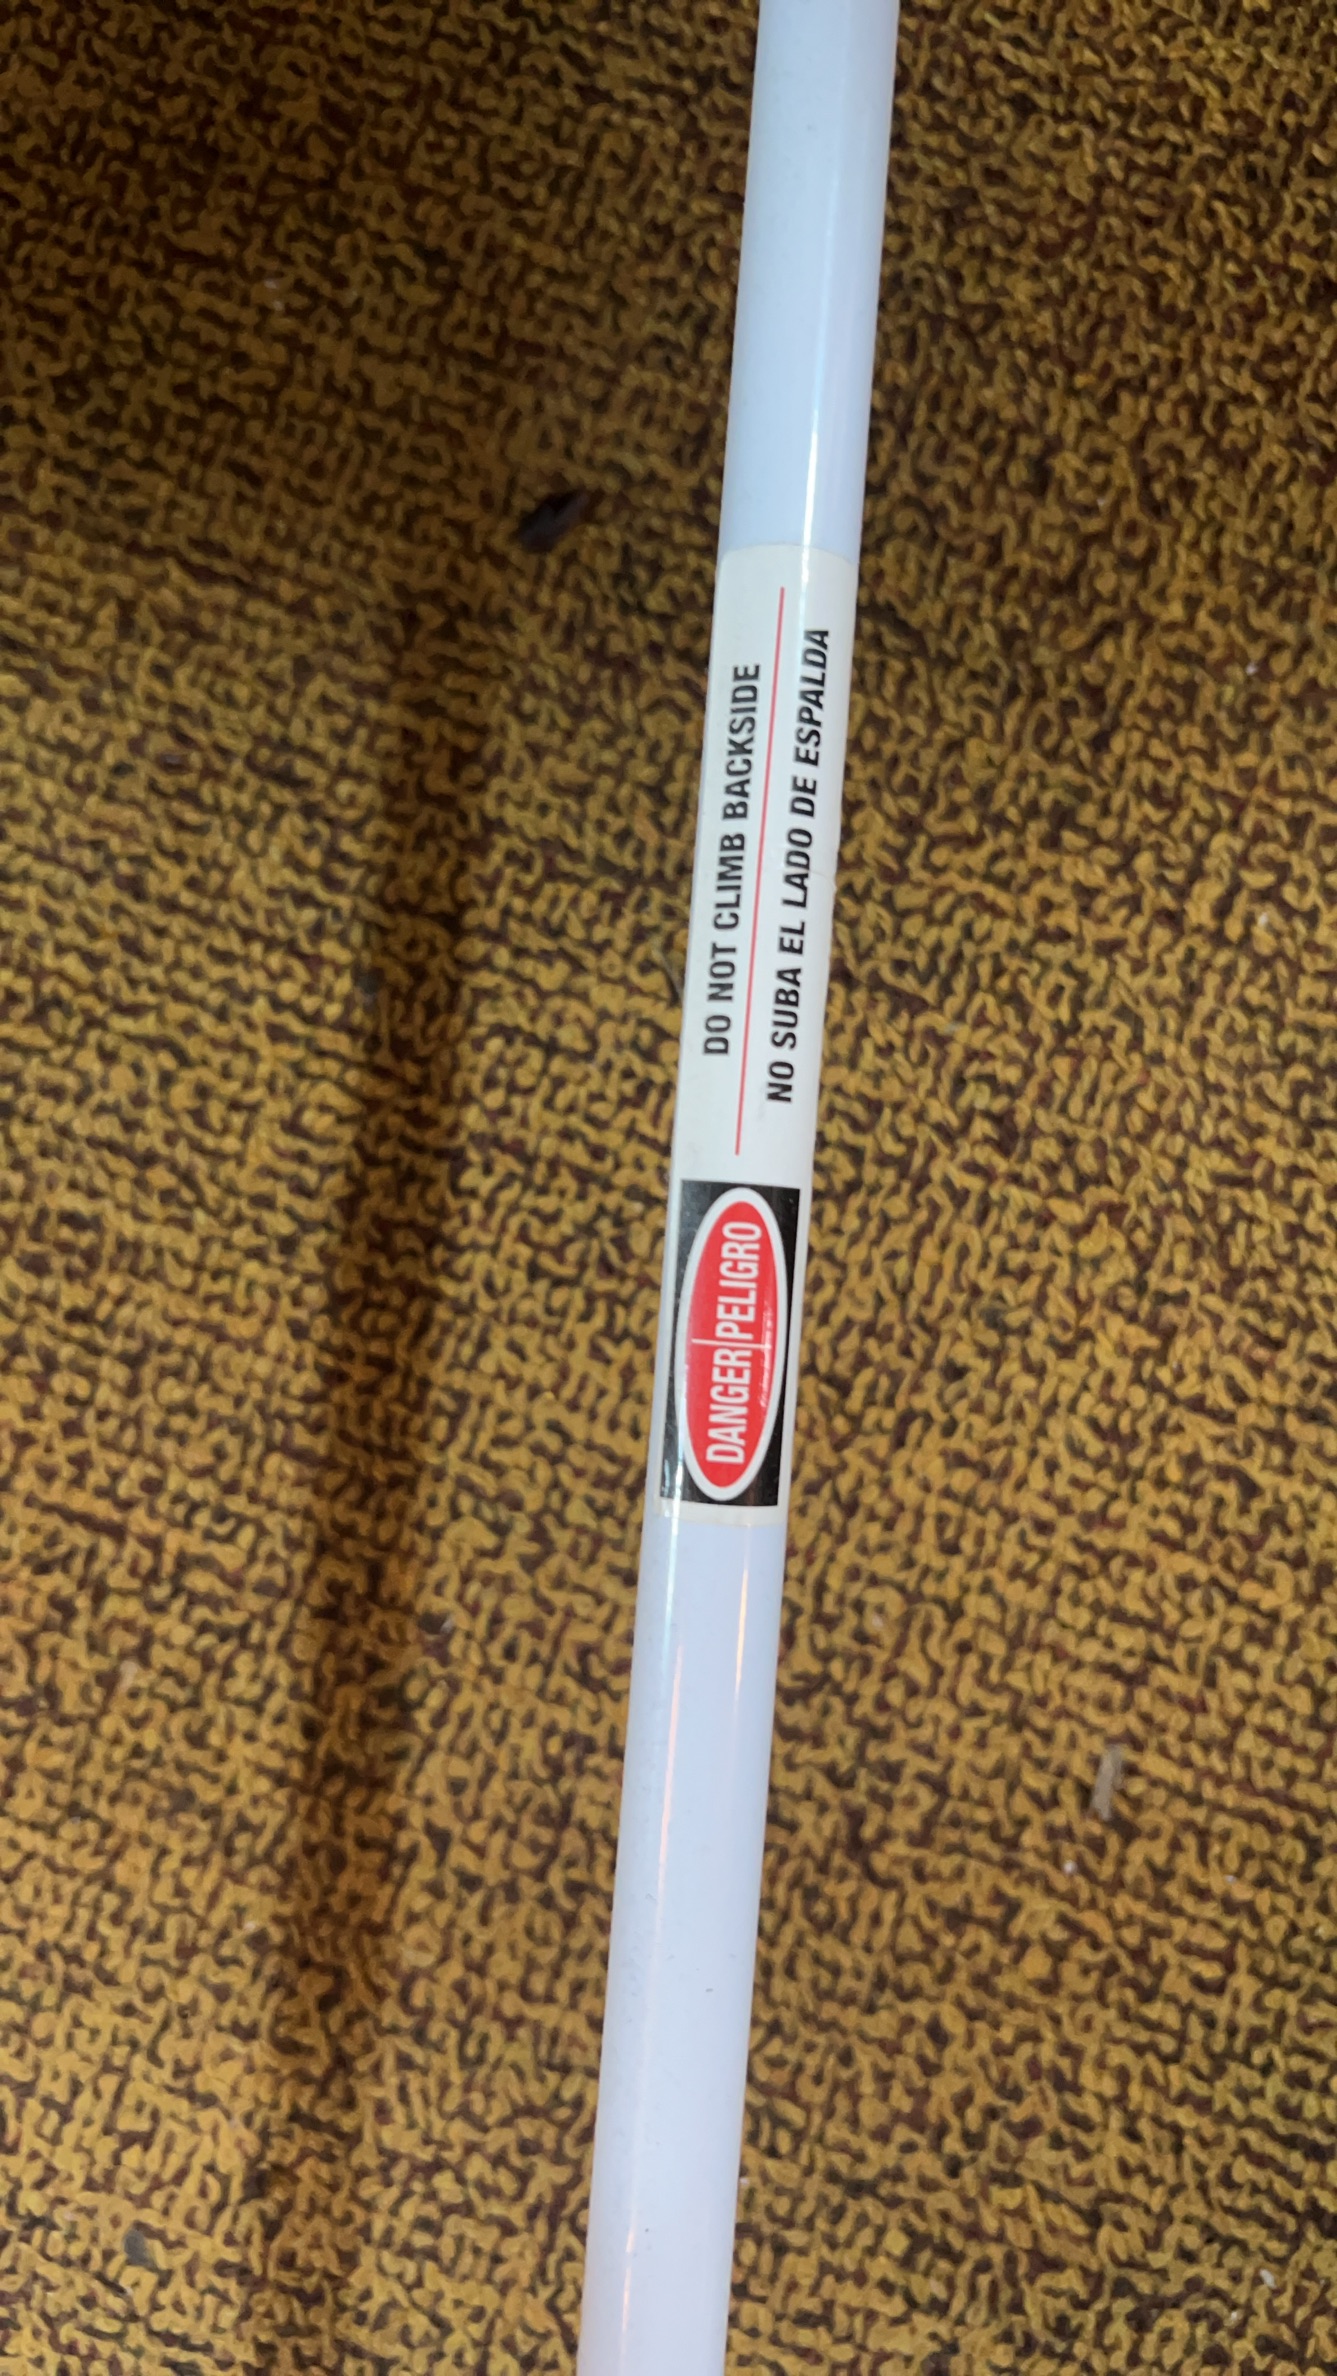 DANGER|PELIGRO
DO NOT CLIMB BACKSIDE
NO SUBA EL LADO DE ESPALDA